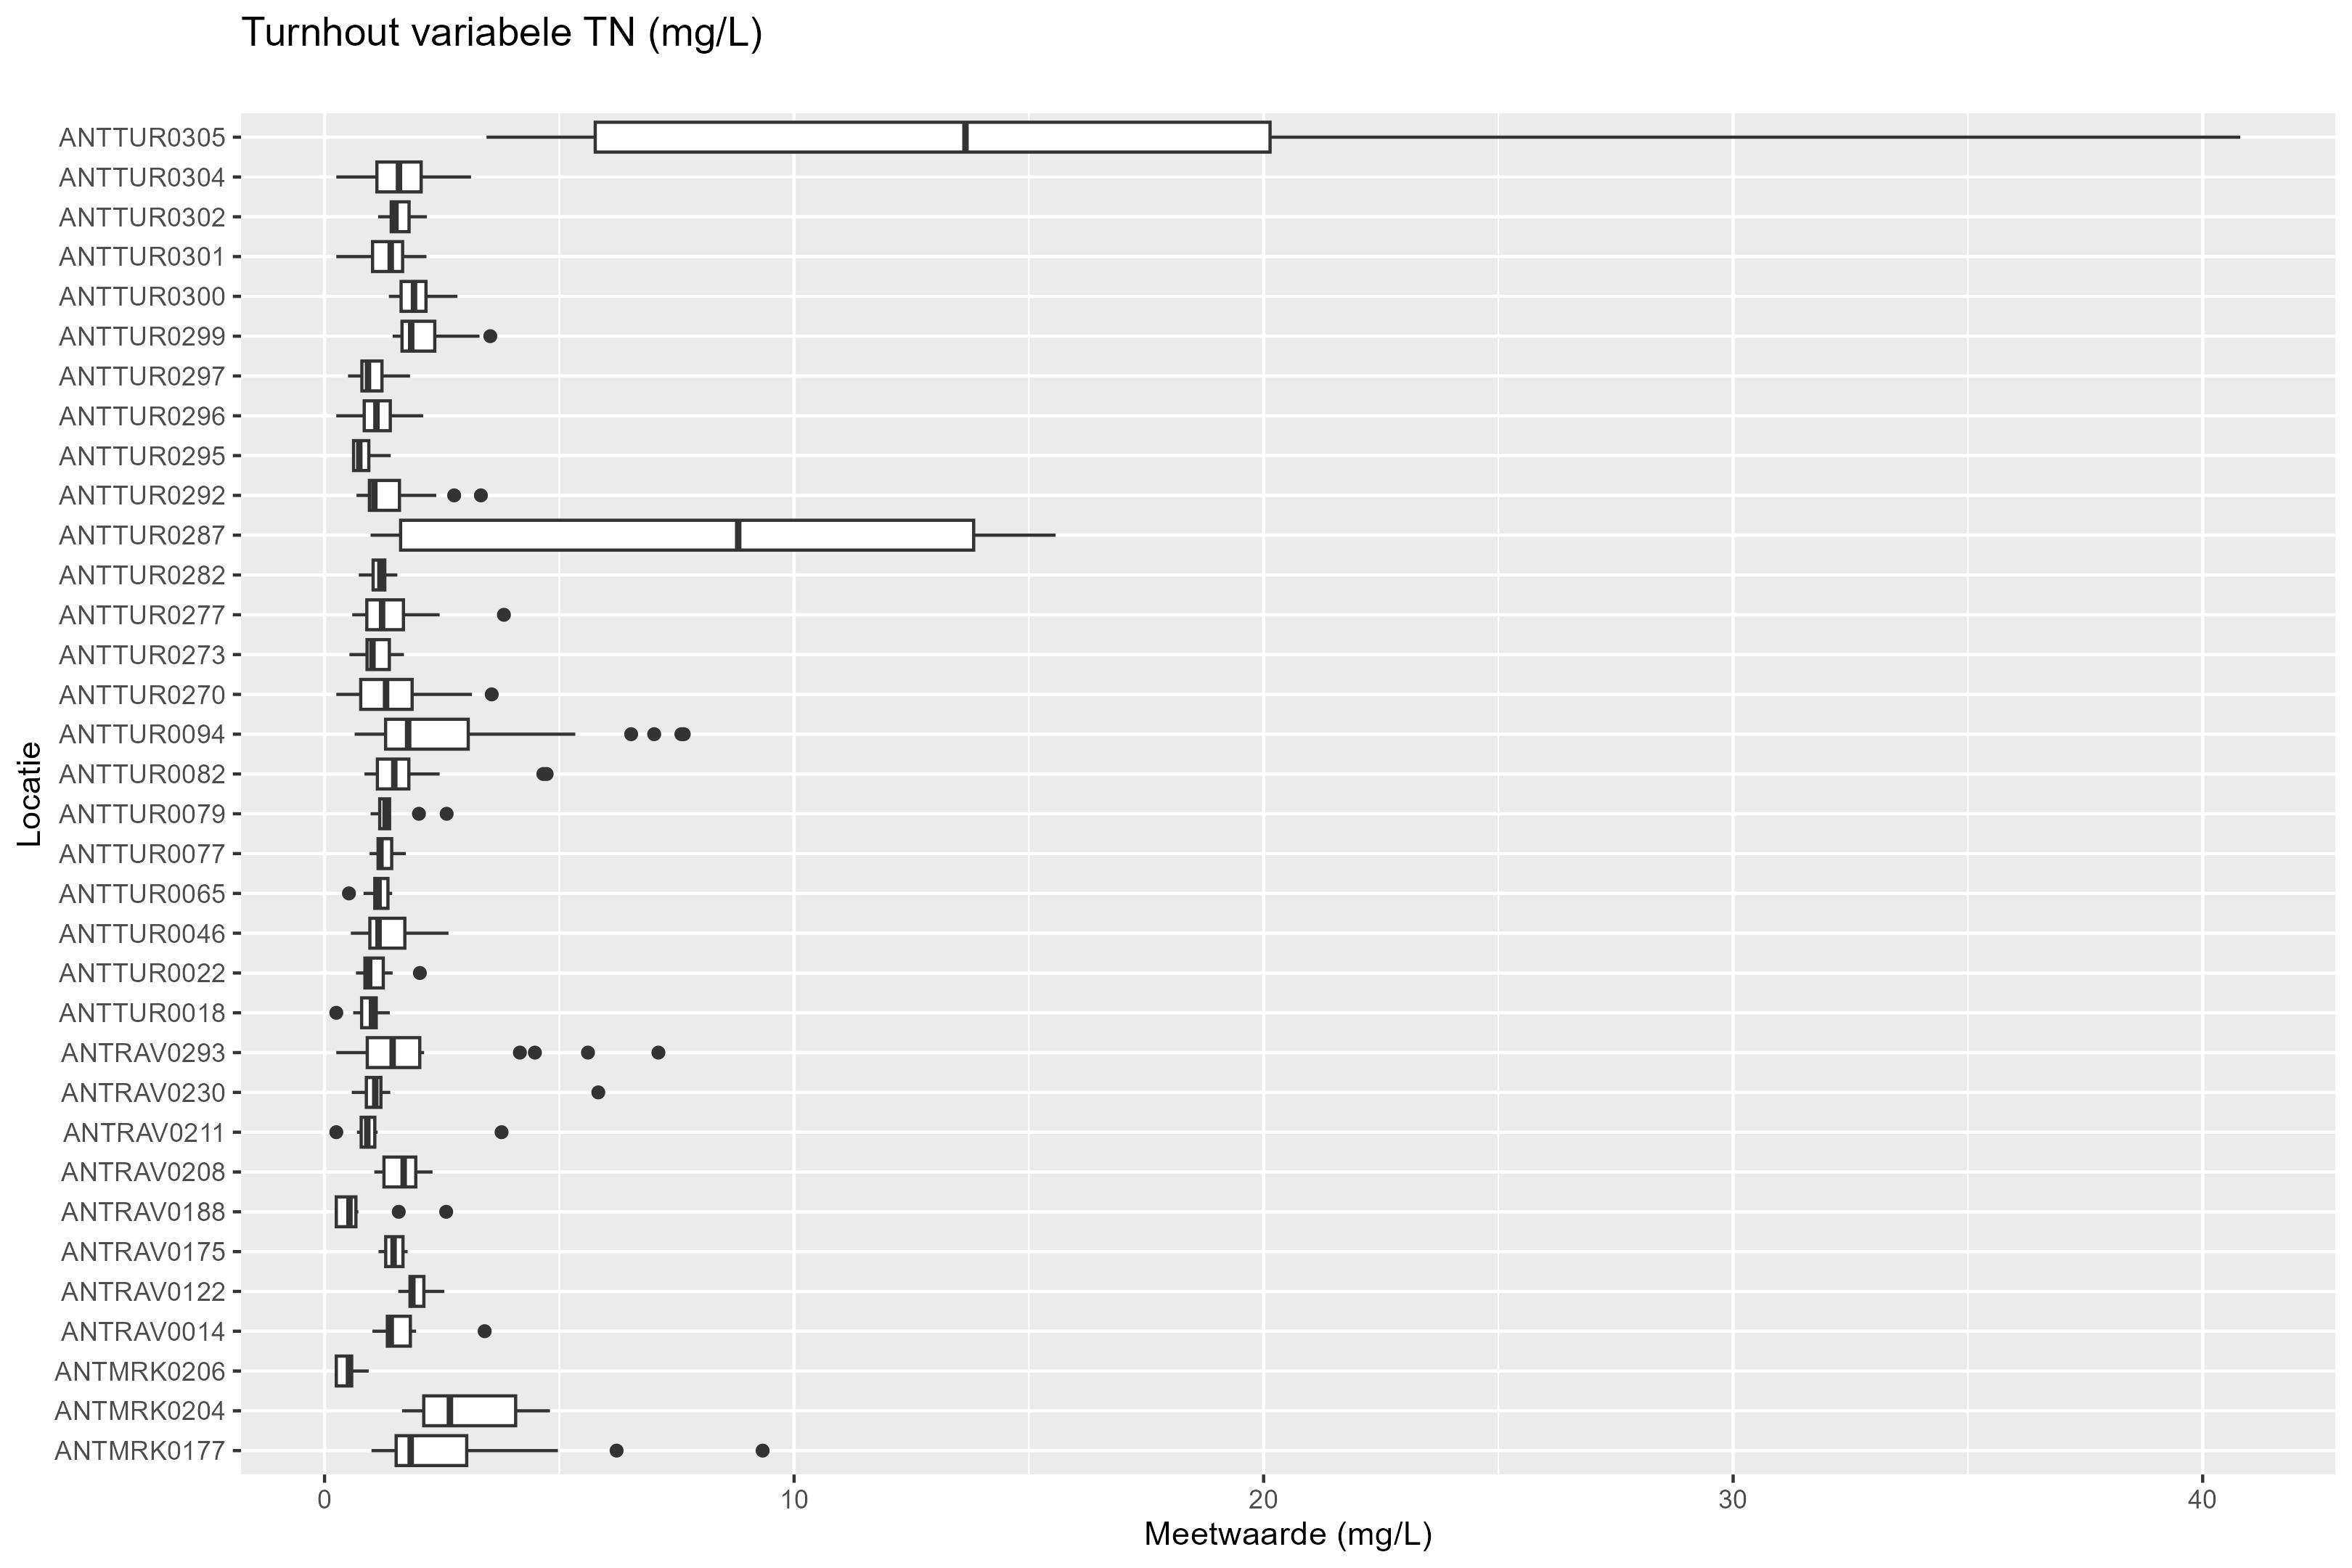 Turnhout variabele TN (mg/L)
ANTTUR0305
ANTTUR0304
ANTTUR0302
ANTTUR0301
ANTTUR0300
ANTTUR0299
ANTTUR0297
ANTTUR0296
ANTTUR0295
ANTTUR0292
ANTTUR0287
ANTTUR0282
ANTTUR0277
ANTTUR0273
ANTTUR0270
ANTTUR0094
ANTTUR0082
ANTTUR0079
ANTTUR0077
ANTTUR0065
ANTTUR0046
ANTTUR0022
ANTTUR0018
ANTRAV0293
ANTRAV0230
ANTRAV0211
ANTRAV0208
ANTRAV0188
ANTRAV0175
ANTRAV0122
ANTRAV0014
ANTMRK0206
ANTMRK0204
ANTMRK0177
Locatie
0 10 20 30 40
Meetwaarde (mg/L)